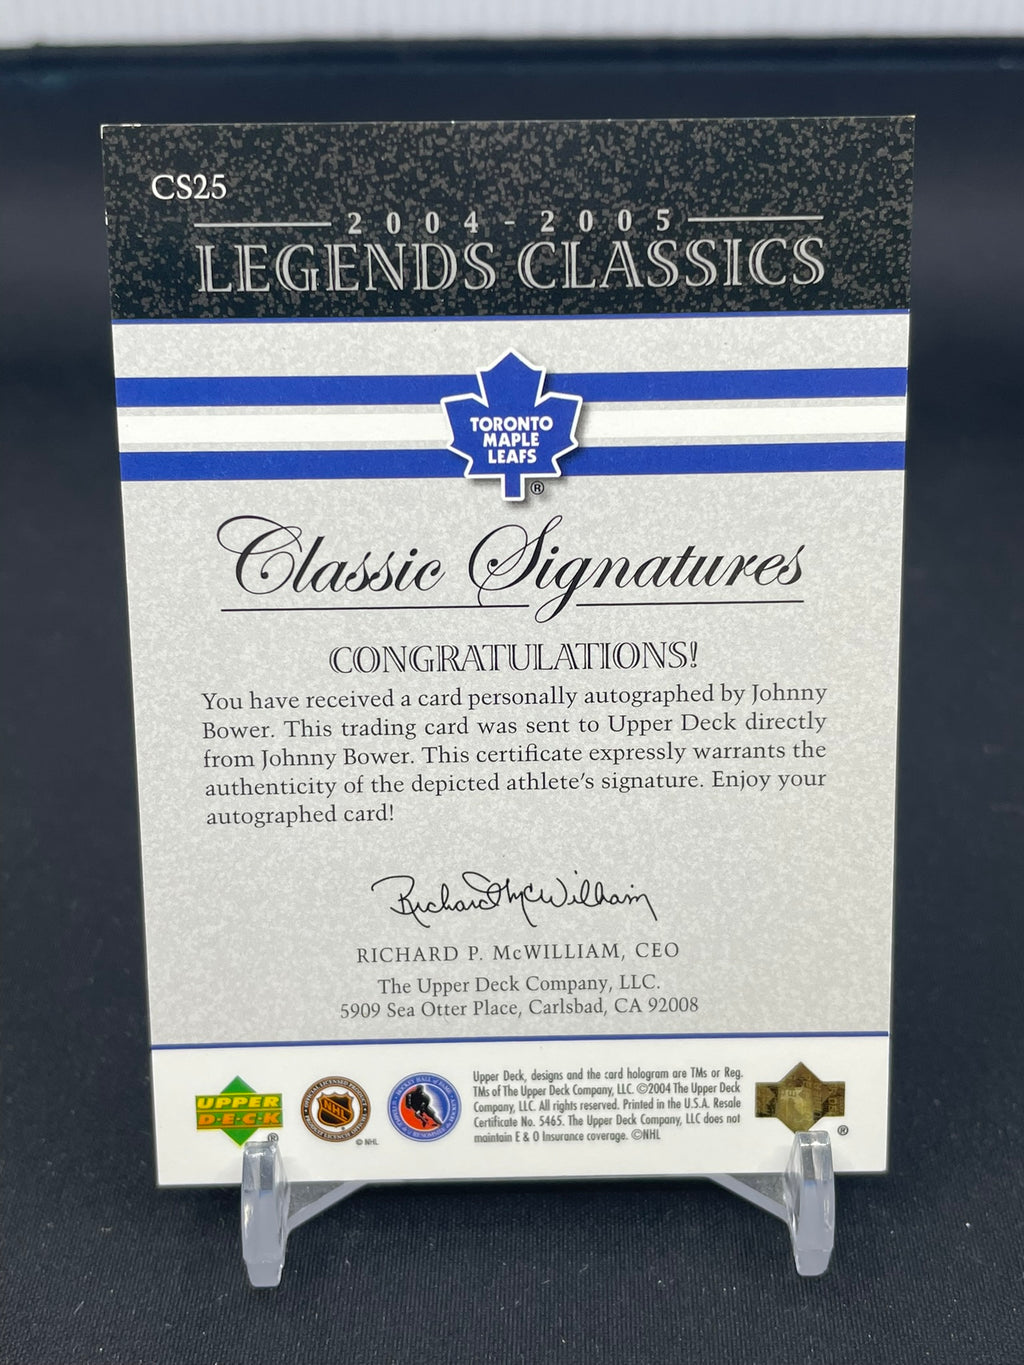 CS25
2004-2005
LEGENDS CLASSICS
TORONTO
MAPLE
LEAFS
®
Classic Signatures
CONGRATULATIONS!
You have received a card personally autographed by Johnny
Bower. This trading card was sent to Upper Deck directly
from Johnny Bower. This certificate expressly warrants the
authenticity of the depicted athlete's signature. Enjoy your
autographed card!
Richard McWilliam
RICHARD P. McWILLIAM, CEO
The Upper Deck Company, LLC.
5909 Sea Otter Place, Carlsbad, CA 92008
UPPER
D·E·C·K
®
NHL
© NHL
Upper Deck, designs and the card hologram are TMs or Reg.
TMs of The Upper Deck Company, LLC. ©2004 The Upper Deck
Company, LLC. All rights reserved. Printed in the U.S.A. Resale
Certificate No. 5465. The Upper Deck Company, LLC does not
maintain E & O Insurance coverage. ©NHL
®